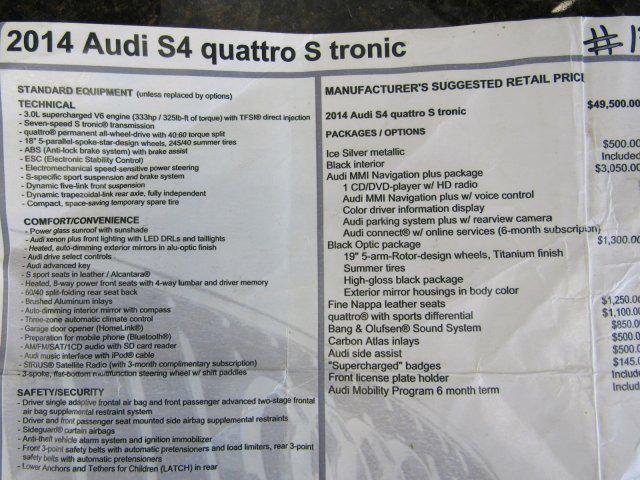 2014 Audi S4 quattro S tronic
STANDARD EQUIPMENT (unless replaced by options)
TECHNICAL
- 3.0L supercharged V6 engine (333hp / 325lb-ft of torque) with TFSI® direct injection
- Seven-speed S tronic® transmission
- quattro® permanent all-wheel-drive with 40:60 torque split
- 18" 5-parallel-spoke-star-design wheels, 245/40 summer tires
- ABS (Anti-lock brake system) with brake assist
- ESC (Electronic Stability Control)
- Electromechanical speed-sensitive power steering
- S-specific sport suspension and brake system
- Dynamic five-link front suspension
- Dynamic trapezoidal-link rear axle, fully independent
- Compact, space-saving temporary spare tire
COMFORT/CONVENIENCE
- Power glass sunroof with sunshade
- Audi xenon plus front lighting with LED DRLs and taillights
- Heated, auto-dimming exterior mirrors in alu-optic finish
- Audi drive select controls
- Audi advanced key
- S sport seats in leather / Alcantara®
- Heated, 8-way power front seats with 4-way lumbar and driver memory
- 60/40 split-folding rear seat back
- Brushed Aluminum inlays
- Auto-dimming interior mirror with compass
- Three-zone automatic climate control
- Garage door opener (HomeLink®)
- Preparation for mobile phone (Bluetooth®)
- AM/FM/SAT/1CD audio with SD card reader
- Audi music interface with iPod® cable
- SIRIUS® Satellite Radio (with 3-month complimentary subscription)
- 3-spoke, flat-bottom multifunction steering wheel w/ shift paddles
SAFETY/SECURITY
- Driver single adaptive frontal air bag and front passenger advanced two-stage frontal
air bag supplemental restraint system
- Driver and front passenger seat mounted side airbag supplemental restraints
- Sideguard® curtain airbags
- Anti-theft vehicle alarm system and ignition immobilizer
- Front 3-point safety belts with automatic pretensioners and load limiters, rear 3-point
safety belts with automatic pretensioners
- Lower Anchors and Tethers for Children (LATCH) in rear
#1
MANUFACTURER'S SUGGESTED RETAIL PRICE
2014 Audi S4 quattro S tronic $49,500.00
PACKAGES / OPTIONS
Ice Silver metallic $500.00
Black interior Included
Audi MMI Navigation plus package $3,050.00
1 CD/DVD-player w/ HD radio
Audi MMI Navigation plus w/ voice control
Color driver information display
Audi parking system plus w/ rearview camera
Audi connect® w/ online services (6-month subscription)
Black Optic package $1,300.00
19" 5-arm-Rotor-design wheels, Titanium finish
Summer tires
High-gloss black package
Exterior mirror housings in body color
Fine Nappa leather seats $1,250.00
quattro® with sports differential $1,100.00
Bang & Olufsen® Sound System $850.0
Carbon Atlas inlays $500.0
Audi side assist $500.0
"Supercharged" badges $145.0
Front license plate holder Include
Audi Mobility Program 6 month term Include